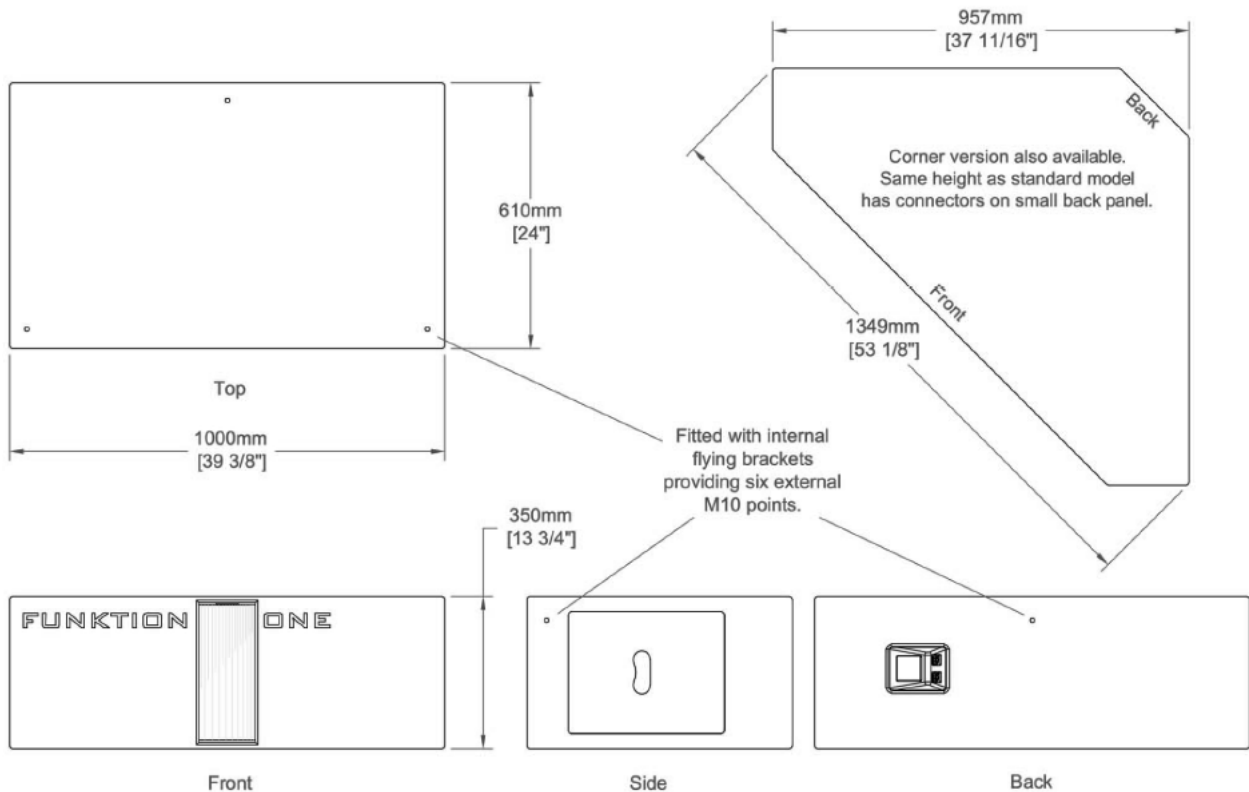 957mm
[37 11/16"]
Back
Corner version also available.
Same height as standard model
has connectors on small back panel.
610mm
[24"]
Front
1349mm
[53 1/8"]
Top
1000mm
[39 3/8"]
Fitted with internal
flying brackets
providing six external
M10 points.
350mm
[13 3/4"]
FUNKTION ONE
Front
Side
Back